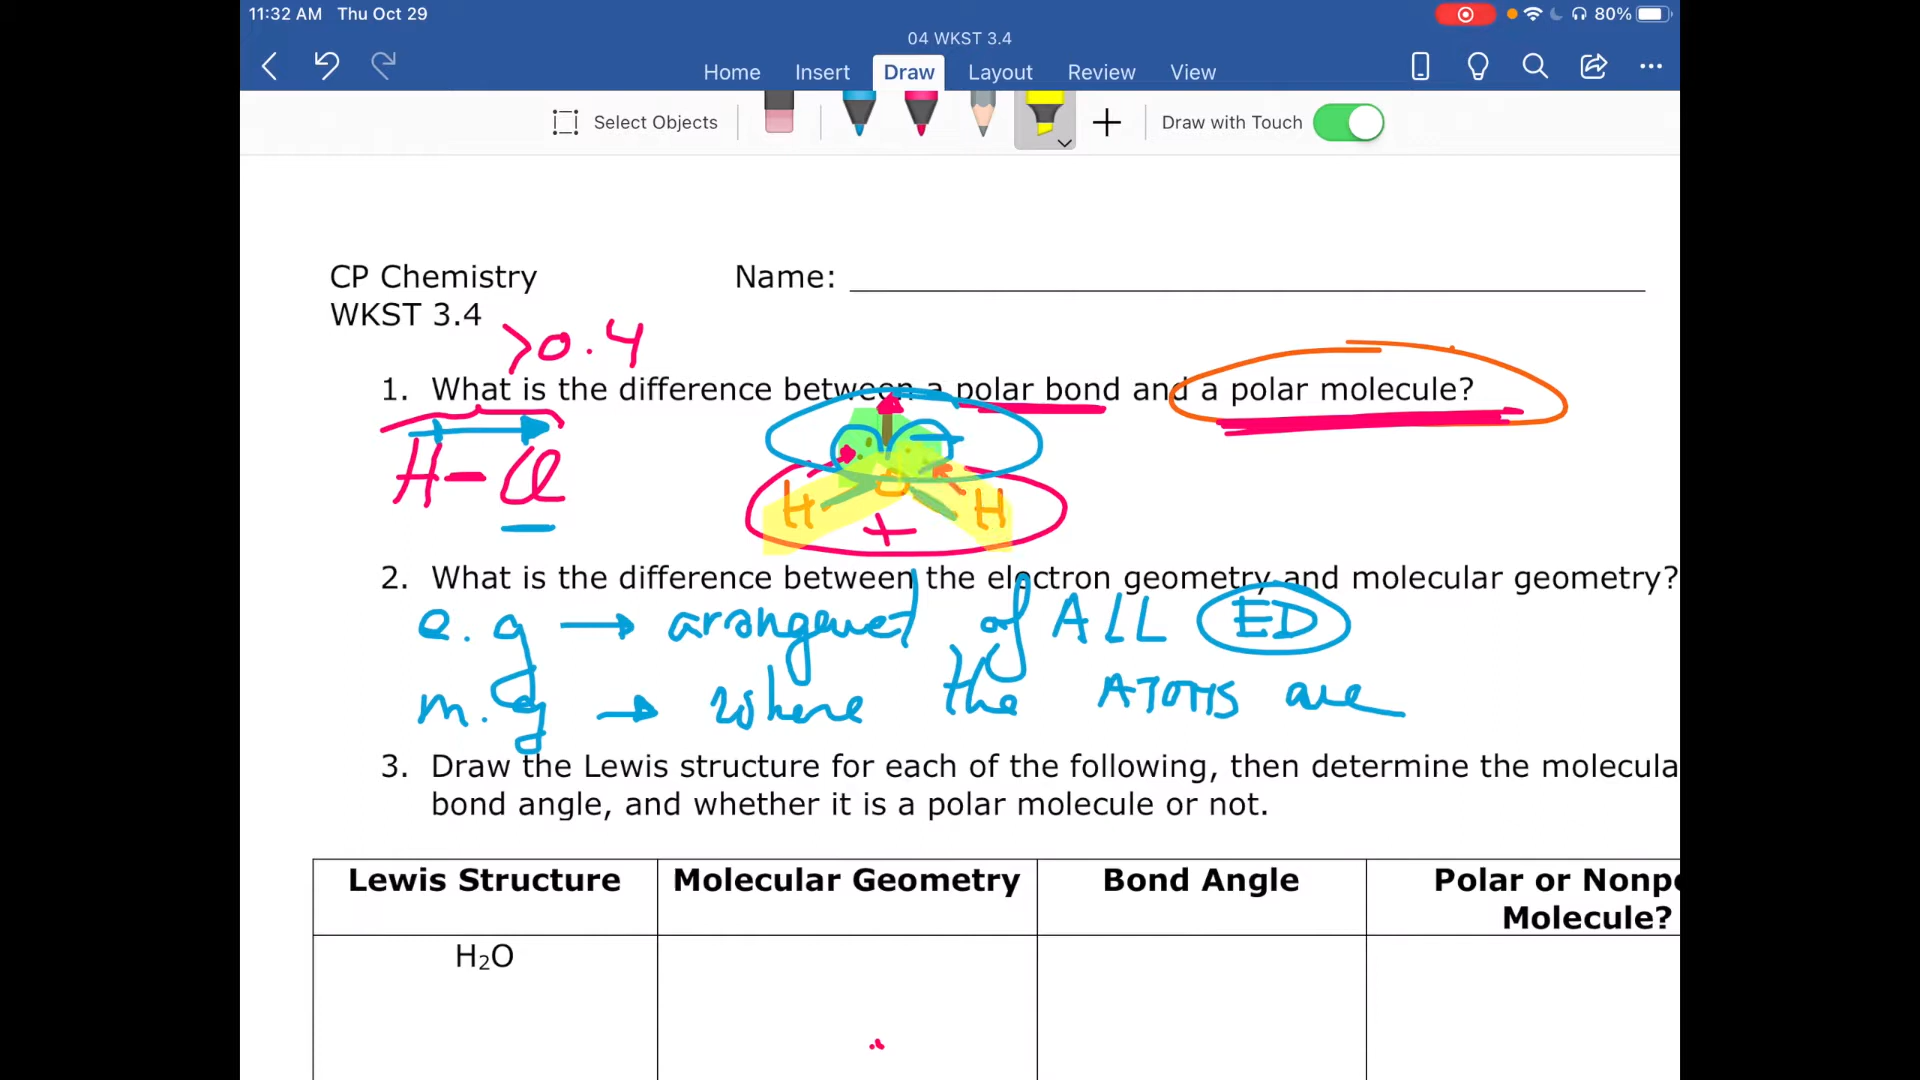 11:32 AM Thu Oct 29
80%
04 WKST 3.4
Home Insert Draw Layout Review View
Select Objects
Draw with Touch
CP Chemistry
Name:
WKST 3.4
>0.4
1. What is the difference between a polar bond and a polar molecule?
H-Cl
H O H
+
2. What is the difference between the electron geometry and molecular geometry?
e.g → arrangement of ALL ED
m.g → where the ATOMS are
3. Draw the Lewis structure for each of the following, then determine the molecula
bond angle, and whether it is a polar molecule or not.
Lewis Structure Molecular Geometry Bond Angle Polar or Nonpo
Molecule?
H₂O